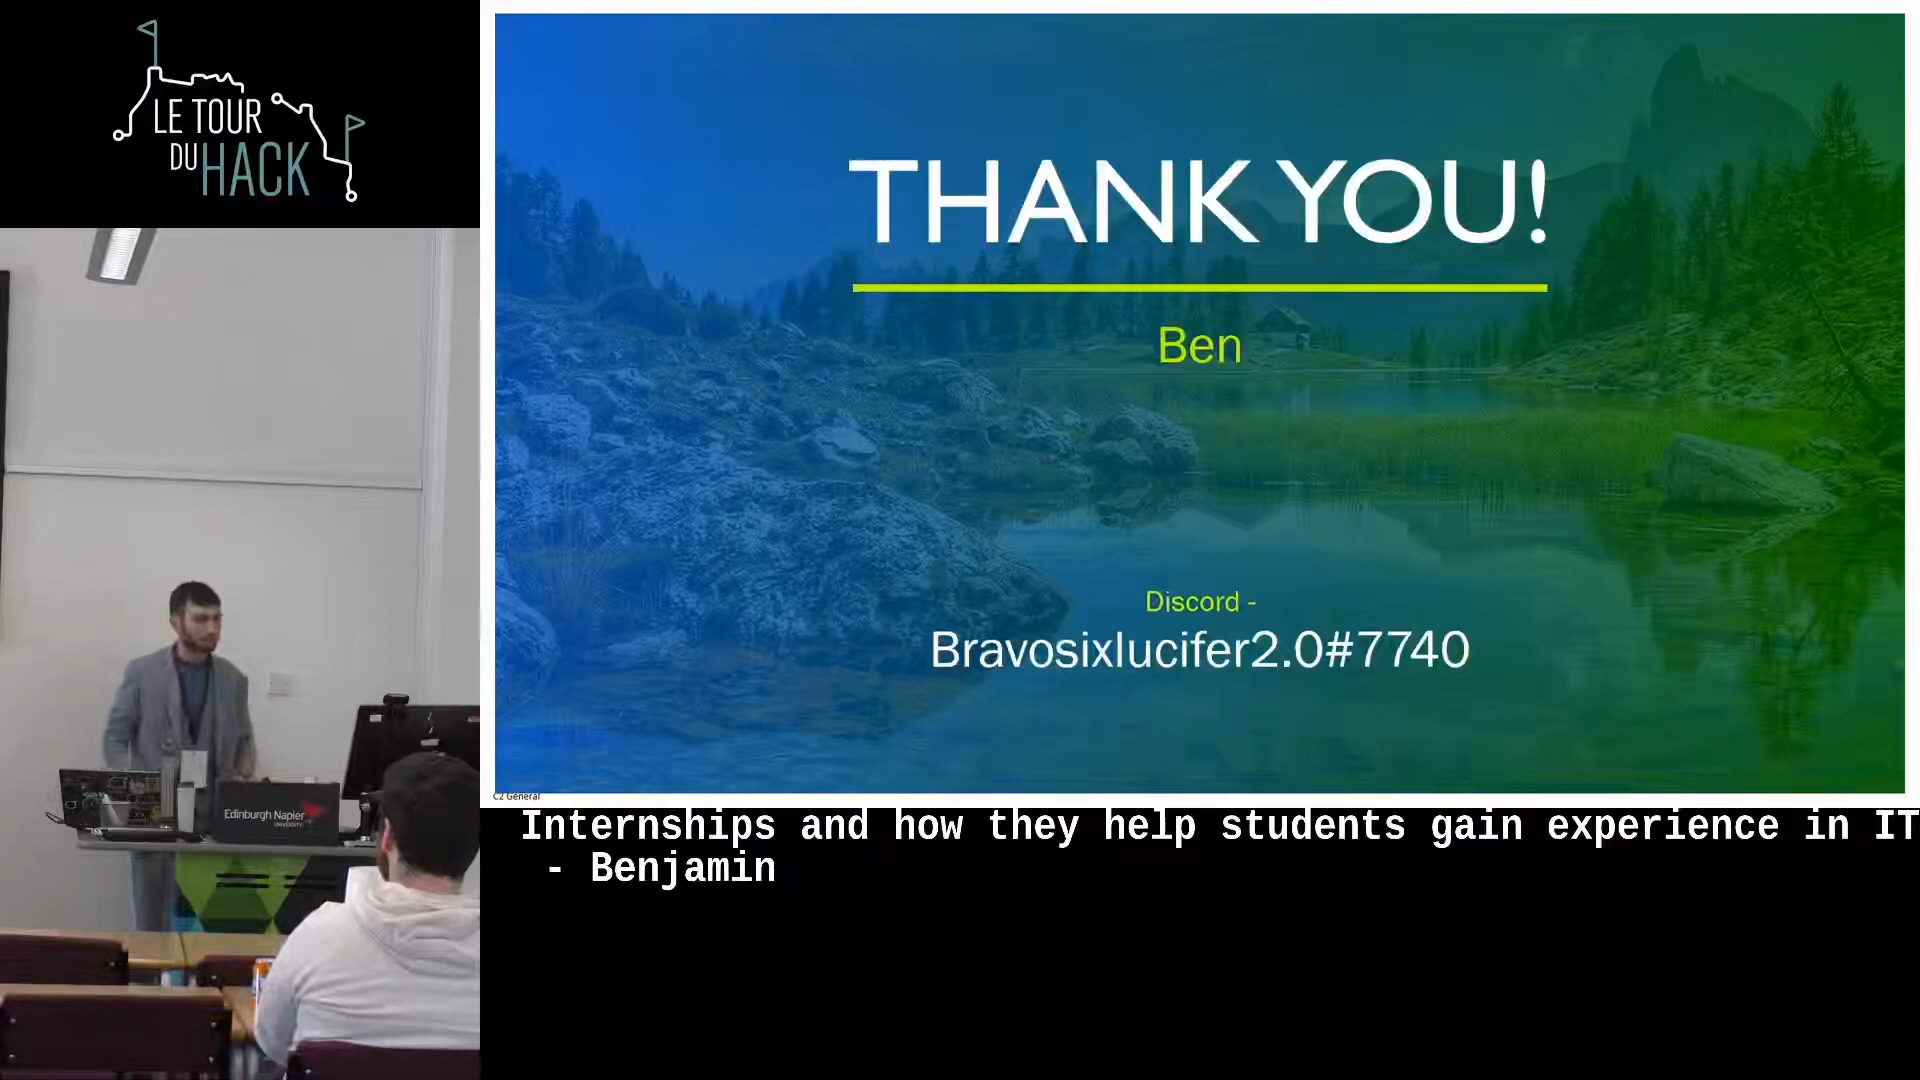 LE TOUR
DU HACK
THANK YOU!
Ben
Discord -
Bravosixlucifer2.0#7740
C2 General
Edinburgh Napier
UNIVERSITY
Internships and how they help students gain experience in IT
- Benjamin